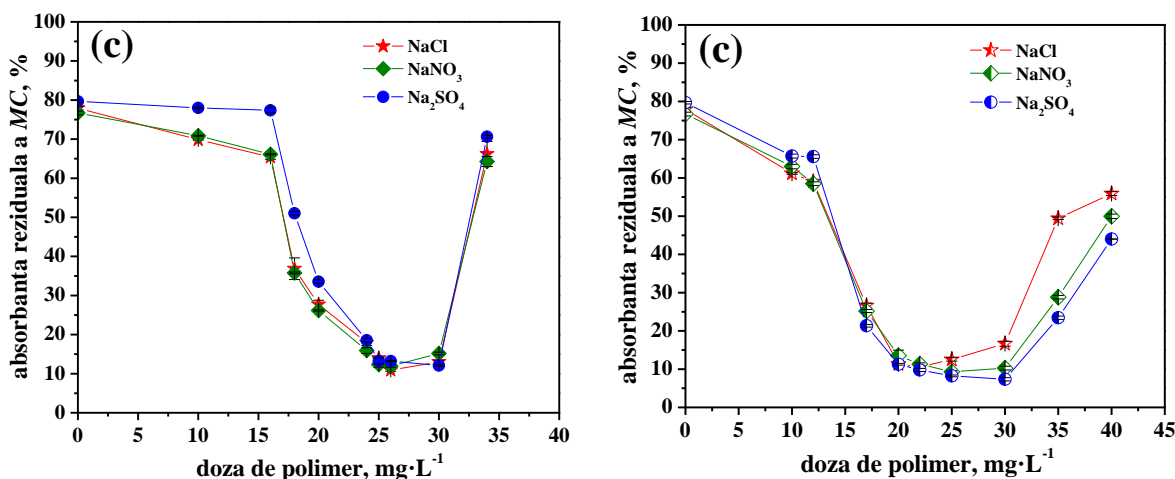 (c)
NaCl
NaNO₃
Na₂SO₄
absorbanta reziduala a MC, %
100
90
80
70
60
50
40
30
20
10
0
0 5 10 15 20 25 30 35 40
doza de polimer, mg·L⁻¹
(c)
NaCl
NaNO₃
Na₂SO₄
absorbanta reziduala a MC, %
100
90
80
70
60
50
40
30
20
10
0
0 5 10 15 20 25 30 35 40 45
doza de polimer, mg·L⁻¹